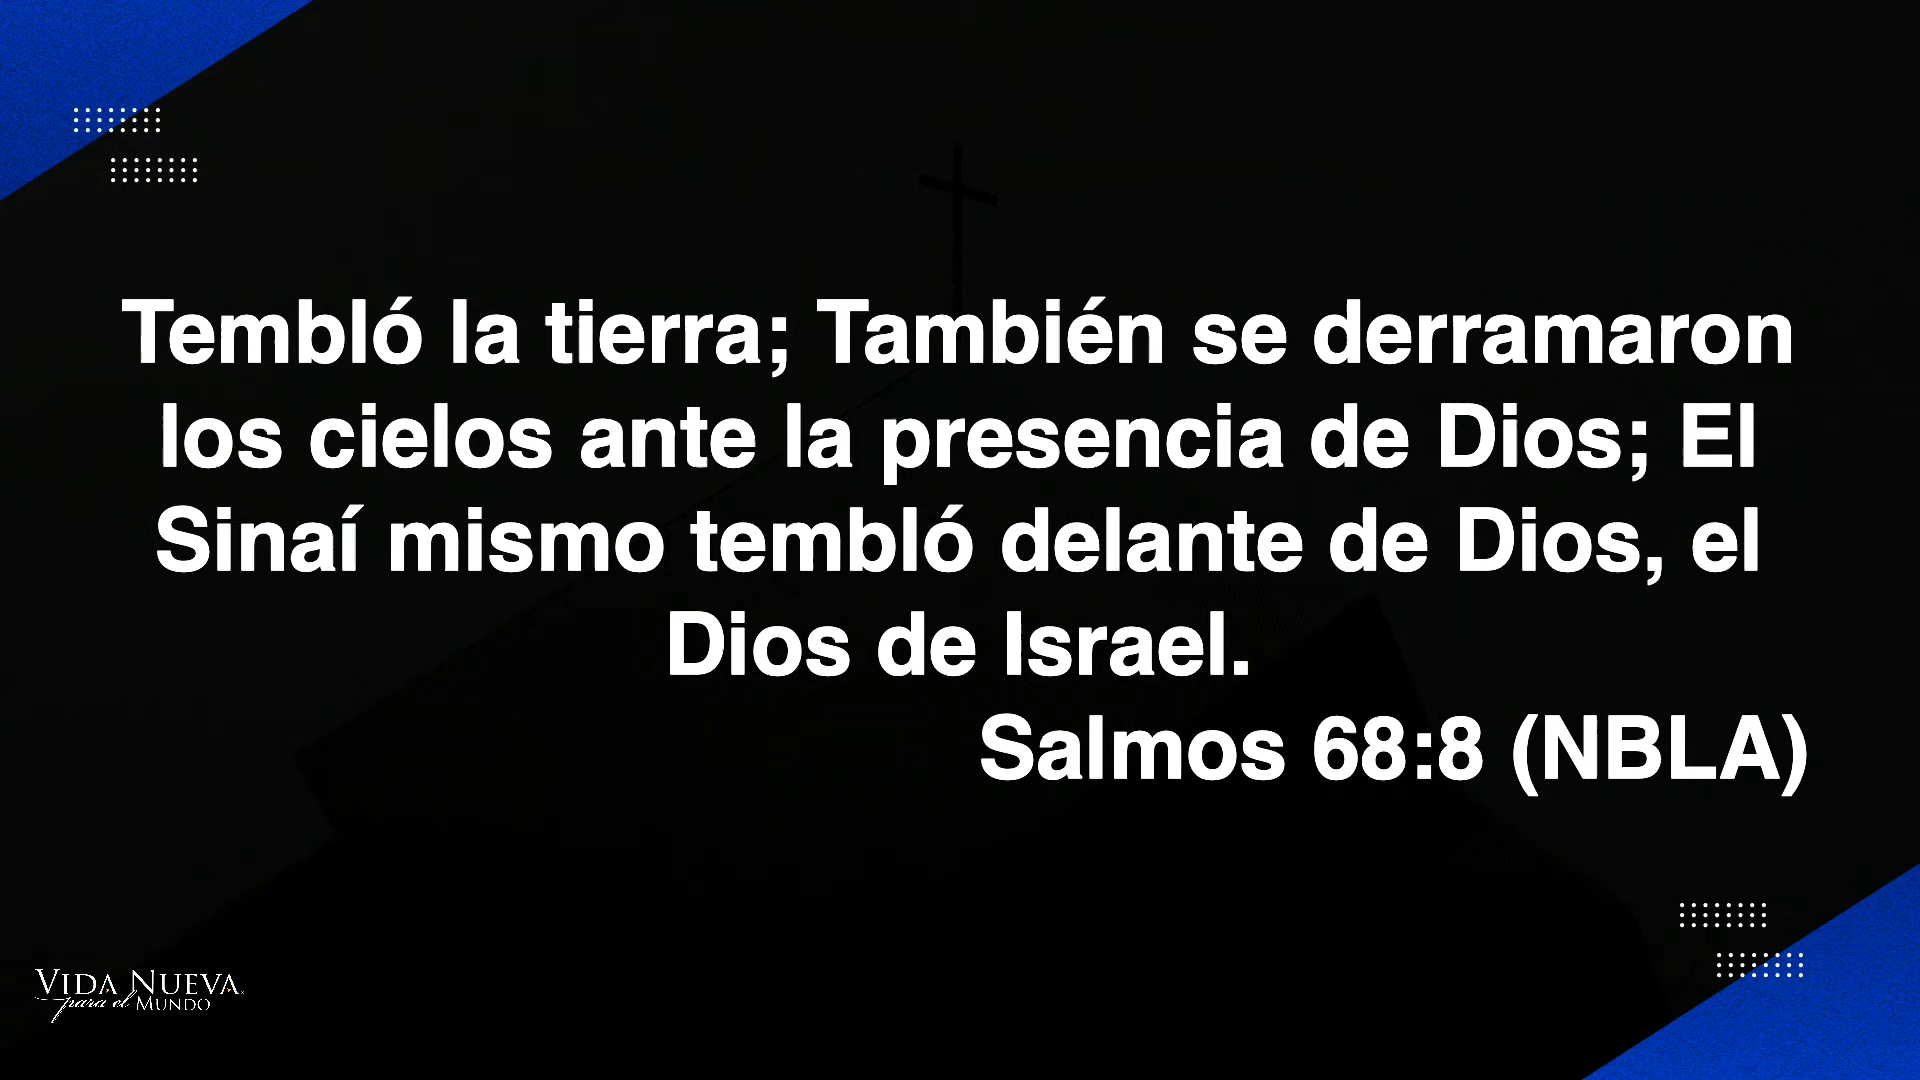 Tembló la tierra; También se derramaron
los cielos ante la presencia de Dios; El
Sinaí mismo tembló delante de Dios, el
Dios de Israel.
Salmos 68:8 (NBLA)
VIDA NUEVA
para el MUNDO